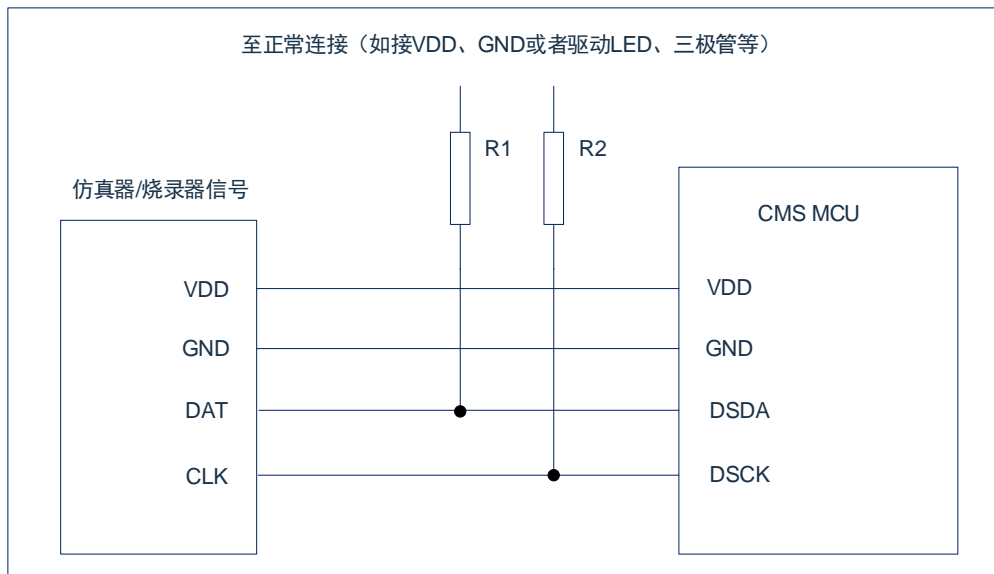 至正常连接（如接VDD、GND或者驱动LED、三极管等）
R1
R2
仿真器/烧录器信号
CMS MCU
VDD
VDD
GND
GND
DAT
DSDA
CLK
DSCK